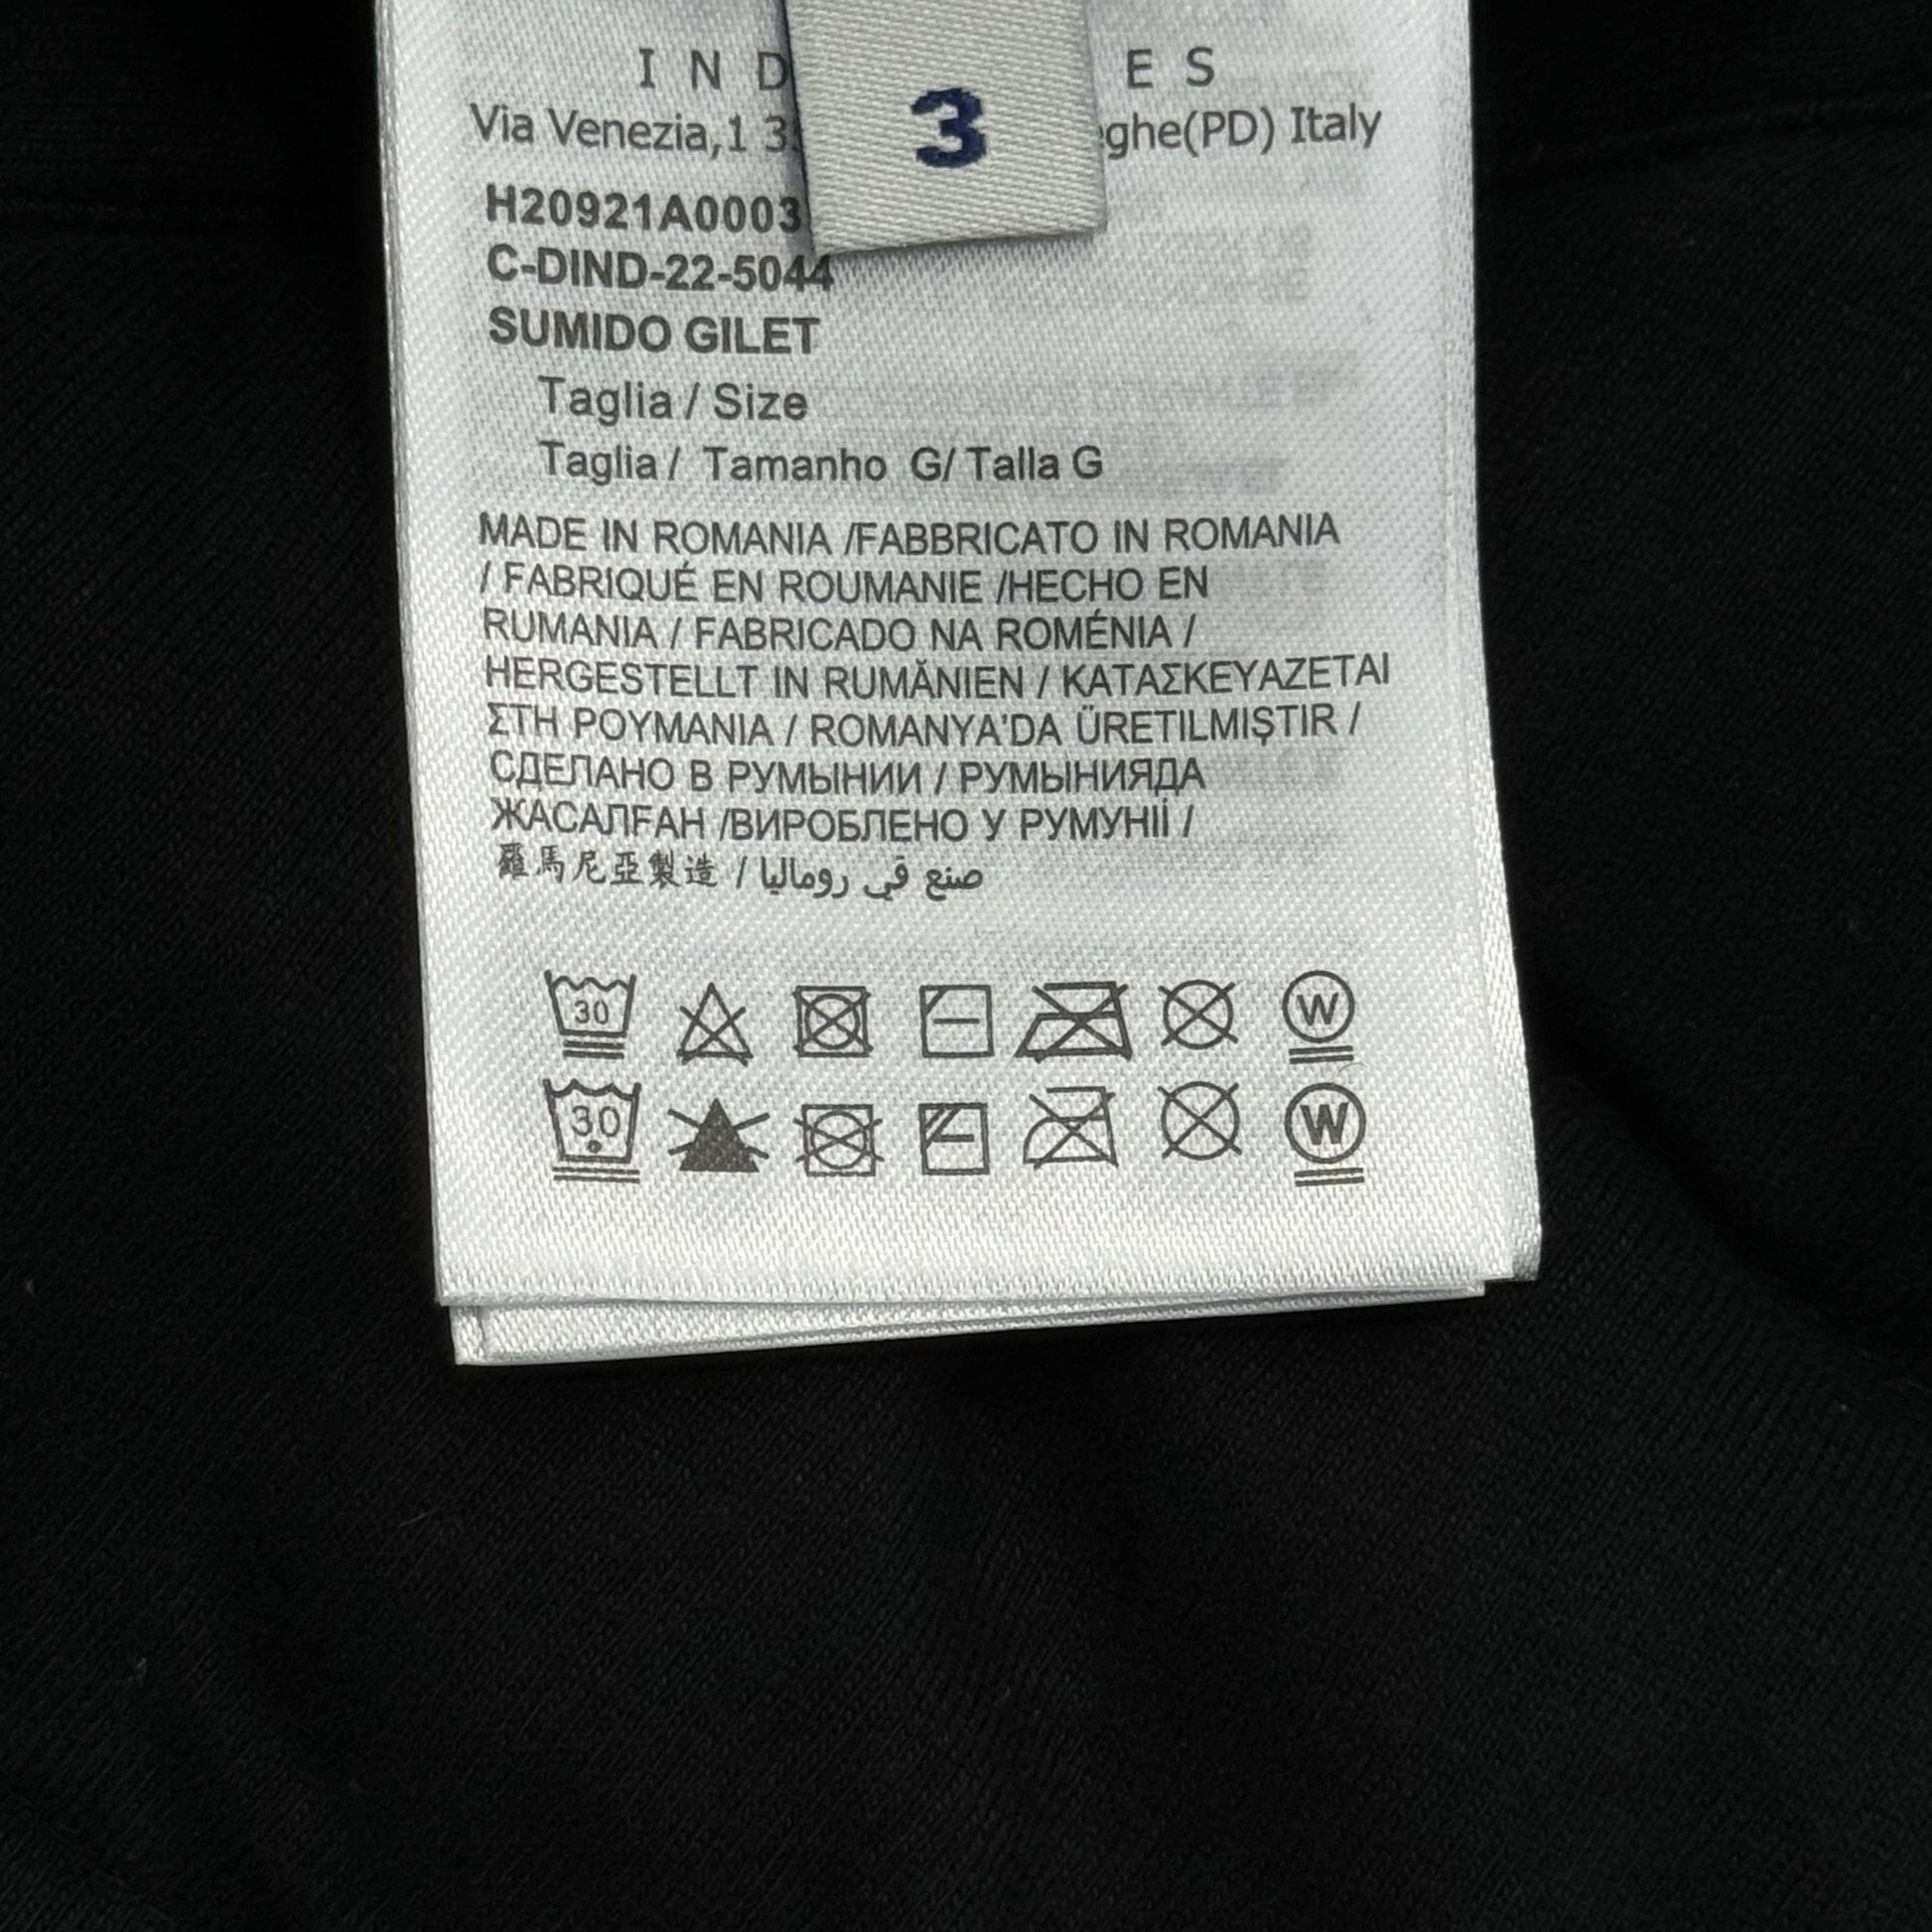 I N D E S
Via Venezia,1 3 eghe(PD) Italy
3
H20921A0003
C-DIND-22-5044
SUMIDO GILET
Taglia / Size
Taglia / Tamanho G/ Talla G
MADE IN ROMANIA /FABBRICATO IN ROMANIA
/ FABRIQUÉ EN ROUMANIE /HECHO EN
RUMANIA / FABRICADO NA ROMÉNIA /
HERGESTELLT IN RUMĂNIEN / ΚΑΤΑΣΚΕΥΑΖΕΤΑΙ
ΣΤΗ ΡΟΥΜΑΝΙΑ / ROMANYA'DA ÜRETILMIŞTIR /
СДЕЛАНО В РУМЫНИИ / РУМЫНИЯДА
ЖАСАЛҒАН /ВИРОБЛЕНО У РУМУНІЇ /
羅馬尼亞製造 / صنع في روماليا
30 W
30 W